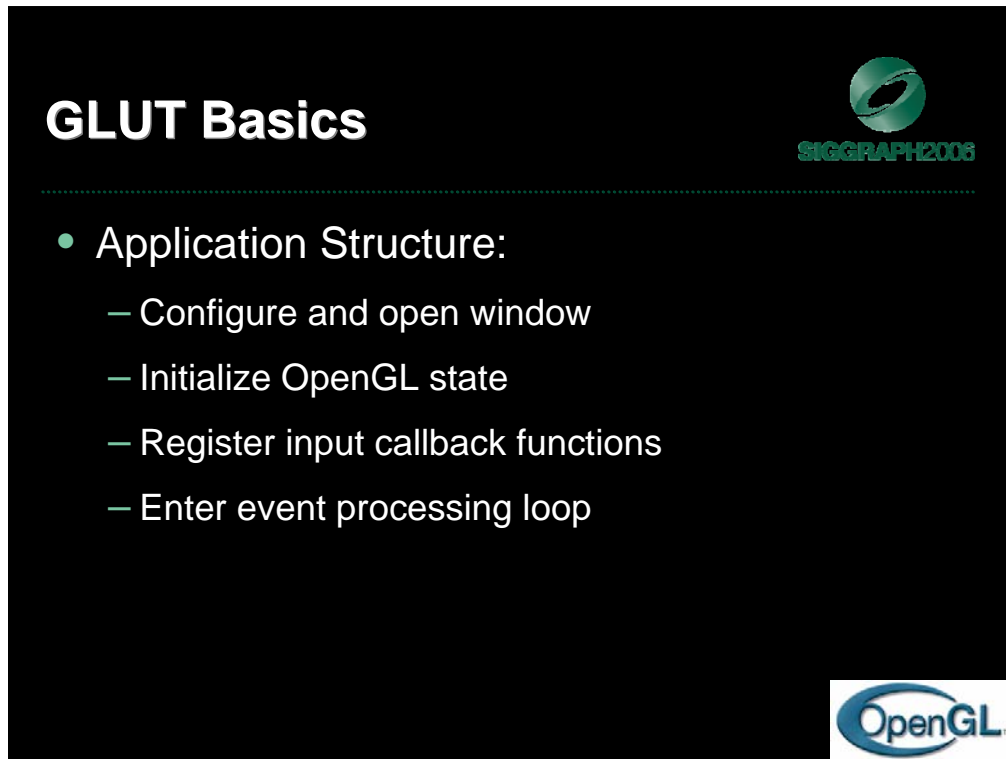 GLUT Basics
SIGGRAPH2006
• Application Structure:
– Configure and open window
– Initialize OpenGL state
– Register input callback functions
– Enter event processing loop
OpenGL.